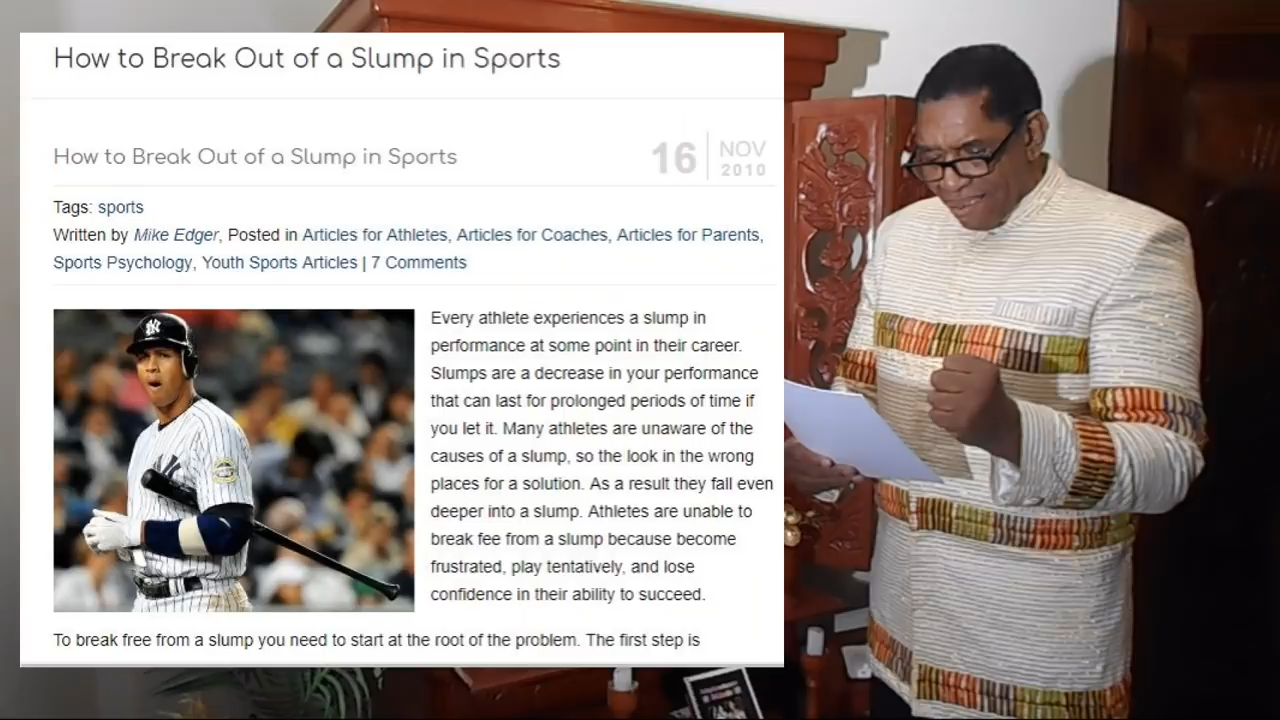 How to Break Out of a Slump in Sports
How to Break Out of a Slump in Sports
16
NOV
2010
Tags: sports
Written by Mike Edger, Posted in Articles for Athletes, Articles for Coaches, Articles for Parents,
Sports Psychology, Youth Sports Articles | 7 Comments
Every athlete experiences a slump in
performance at some point in their career.
Slumps are a decrease in your performance
that can last for prolonged periods of time if
you let it. Many athletes are unaware of the
causes of a slump, so the look in the wrong
places for a solution. As a result they fall even
deeper into a slump. Athletes are unable to
break fee from a slump because become
frustrated, play tentatively, and lose
confidence in their ability to succeed.
To break free from a slump you need to start at the root of the problem. The first step is